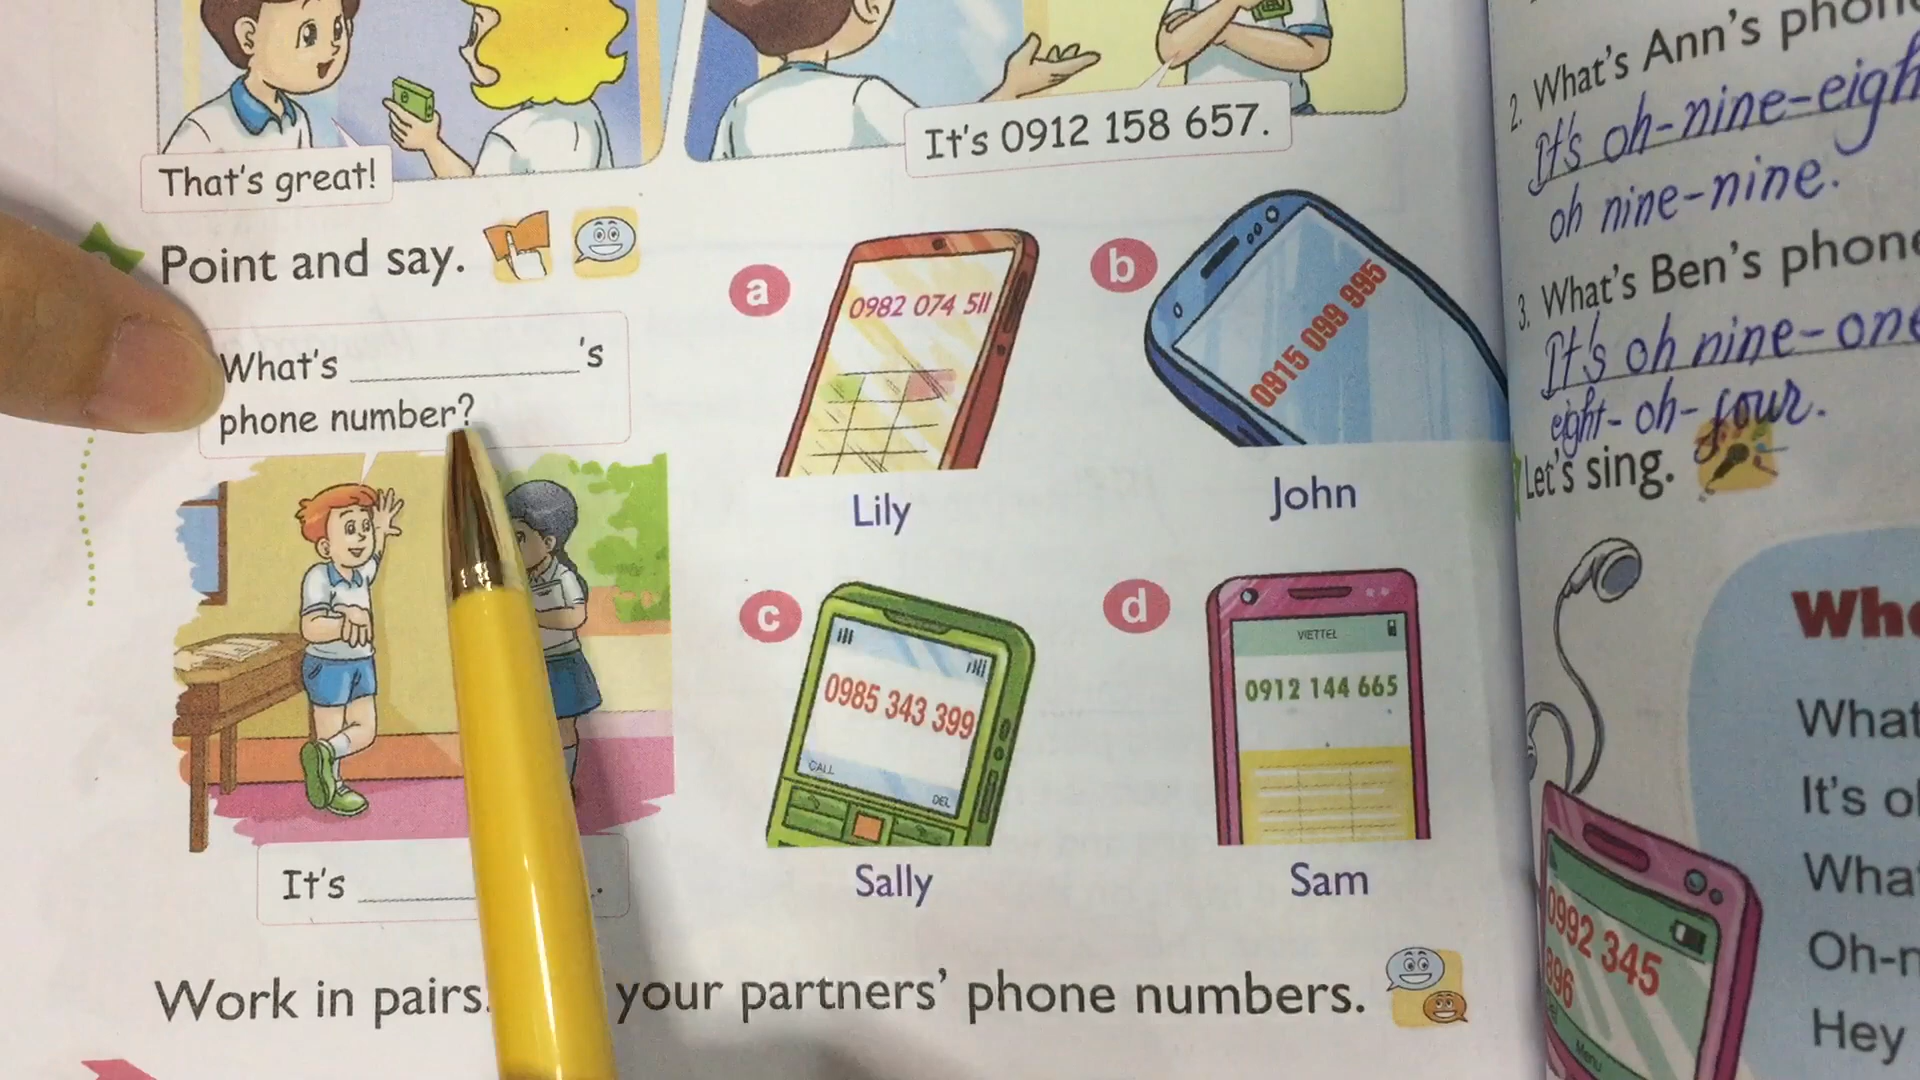 That's great!
It's 0912 158 657.
Point and say.
What's ____________'s
phone number?
It's
.
a
0982 074 511
Lily
b
0915 099 995
John
c
0985 343 399
CALL
DEL
Sally
d
VIETTEL
0912 144 665
Sam
Work in pairs.
your partners' phone numbers.
2. What's Ann's phon
It's oh-nine-eigh
oh nine-nine.
3. What's Ben's phon
It's oh nine-one
eight-oh-four.
Let's sing.
What
It's o
What
Oh-n
Hey
0992 345
896
Menu